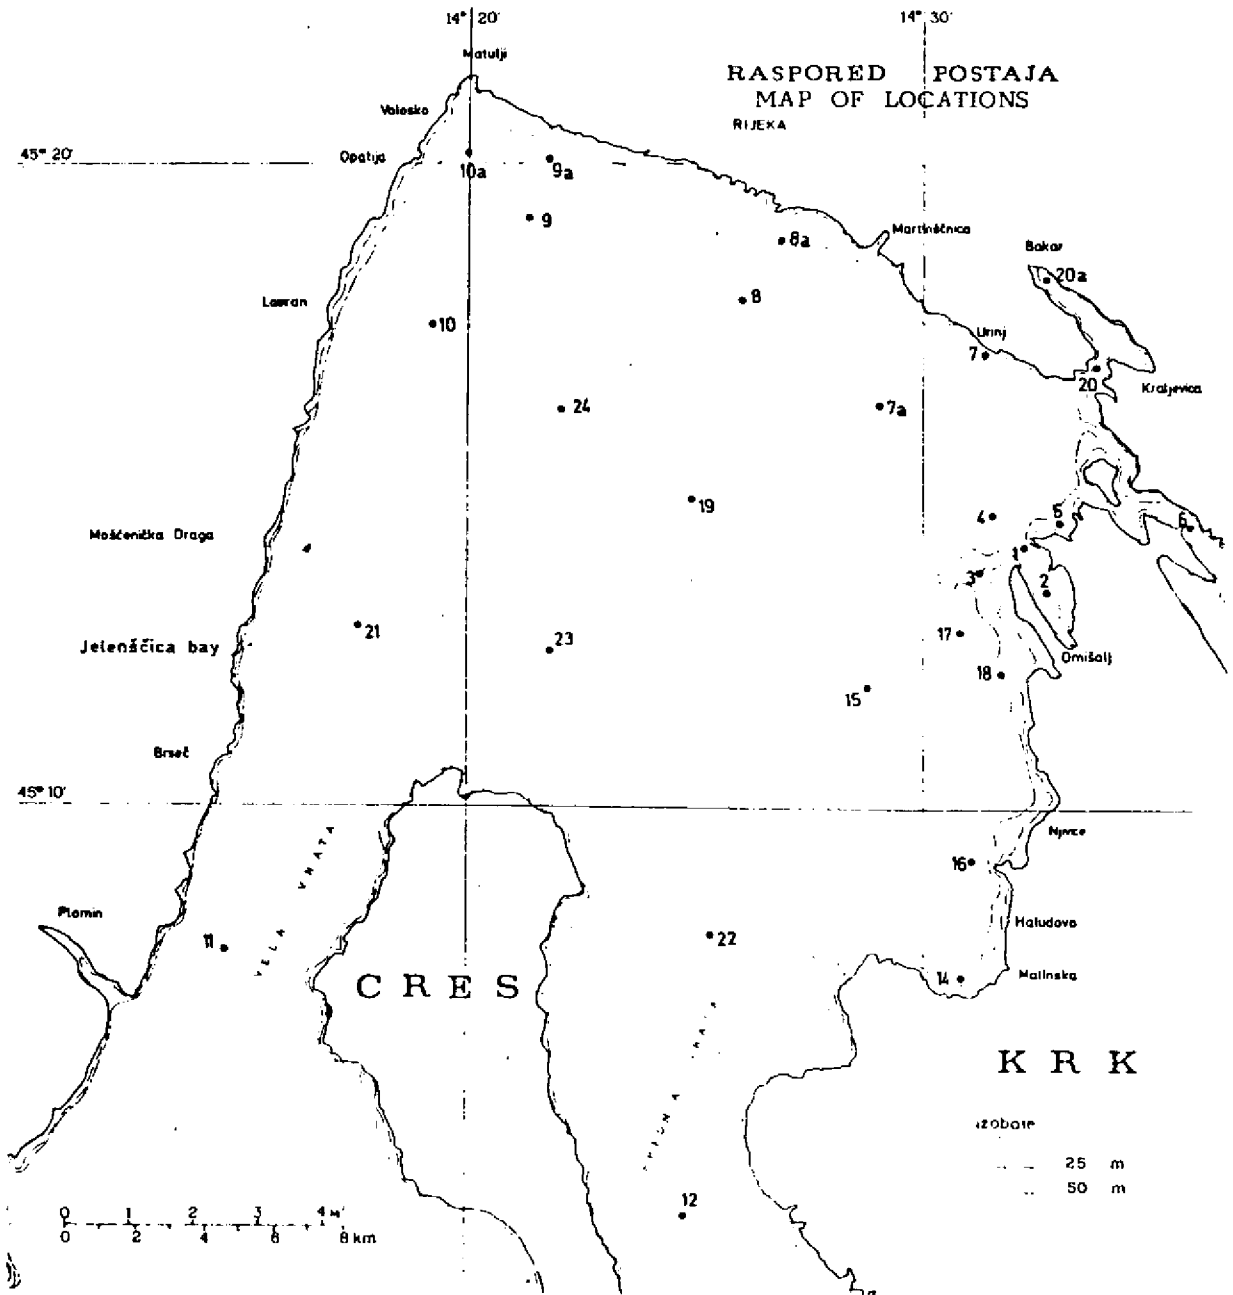 14° 20'
14° 30'
Matulji
RASPORED POSTAJA
MAP OF LOCATIONS
RIJEKA
Volosko
Opatija
45° 20'
10a
9a
9
Martinšćnica
8a
Bakar
20a
Lovran
8
10
Urinj
7
20
Kraljevica
24
7a
19
4
5
6
Mošćenička Draga
1
3
2
21
23
17
Jelenšćica bay
Omišalj
18
15
Brseč
45° 10'
Njivice
VELA VRATA
16
Plomin
Haludovo
11
22
CRES
14
Malinska
KRK
izobate
25 m
50 m
12
0 1 2 3 4 M
0 2 4 6 8 km